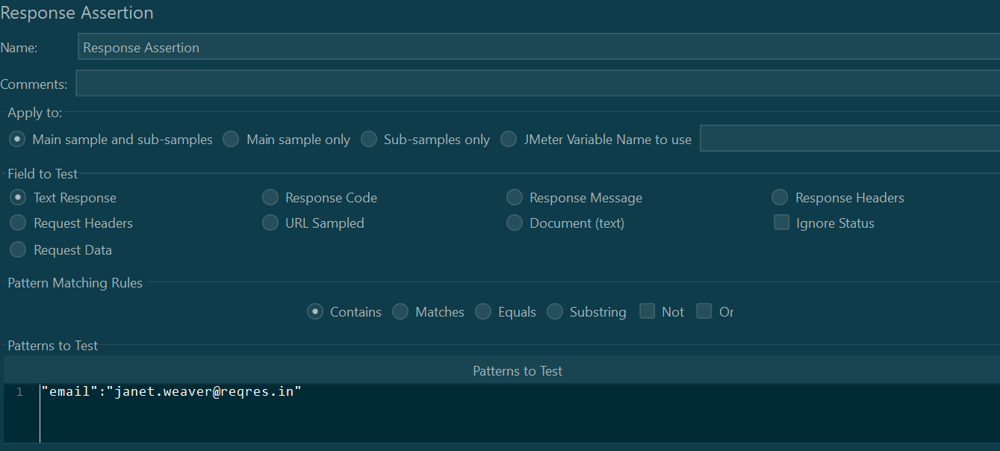 Response Assertion
Name: Response Assertion
Comments:
Apply to:
Main sample and sub-samples Main sample only Sub-samples only JMeter Variable Name to use
Field to Test
Text Response Response Code Response Message Response Headers
Request Headers URL Sampled Document (text) Ignore Status
Request Data
Pattern Matching Rules
Contains Matches Equals Substring Not Or
Patterns to Test
Patterns to Test
1 "email":"janet.weaver@reqres.in"